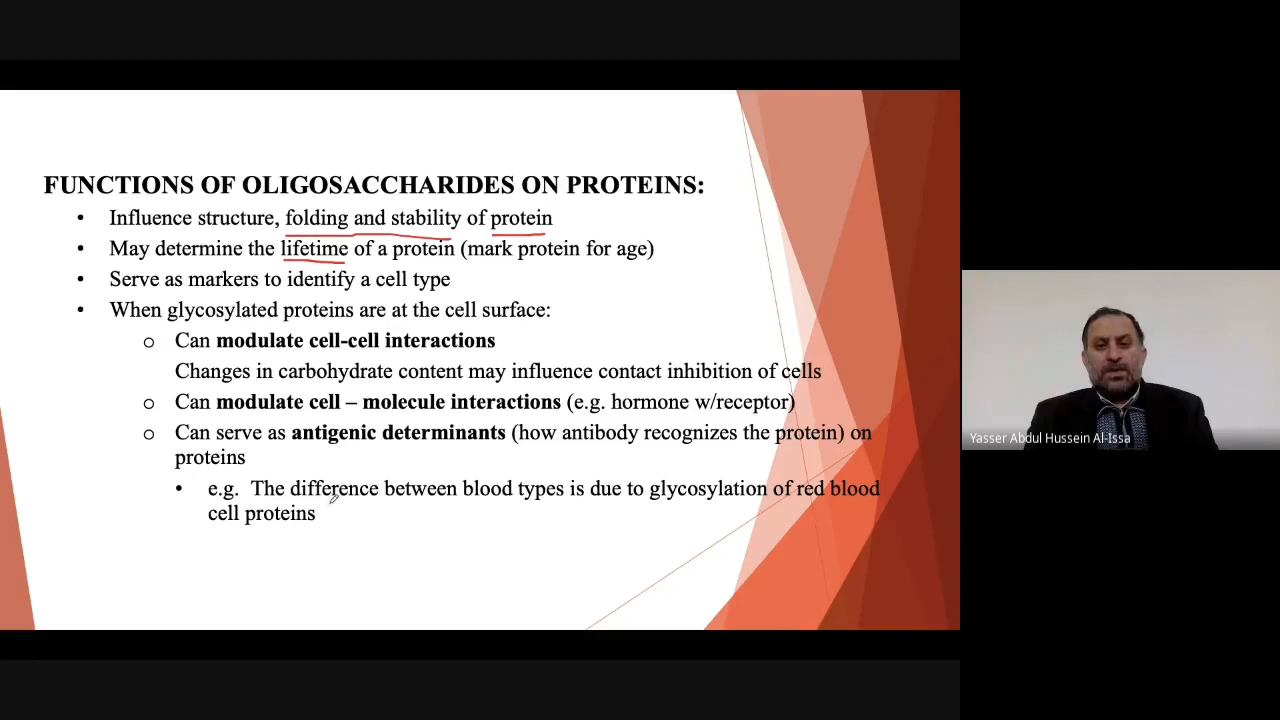 FUNCTIONS OF OLIGOSACCHARIDES ON PROTEINS:
• Influence structure, folding and stability of protein
• May determine the lifetime of a protein (mark protein for age)
• Serve as markers to identify a cell type
• When glycosylated proteins are at the cell surface:
o Can modulate cell-cell interactions
Changes in carbohydrate content may influence contact inhibition of cells
o Can modulate cell – molecule interactions (e.g. hormone w/receptor)
o Can serve as antigenic determinants (how antibody recognizes the protein) on
proteins
• e.g. The difference between blood types is due to glycosylation of red blood
cell proteins
Yasser Abdul Hussein Al-Issa